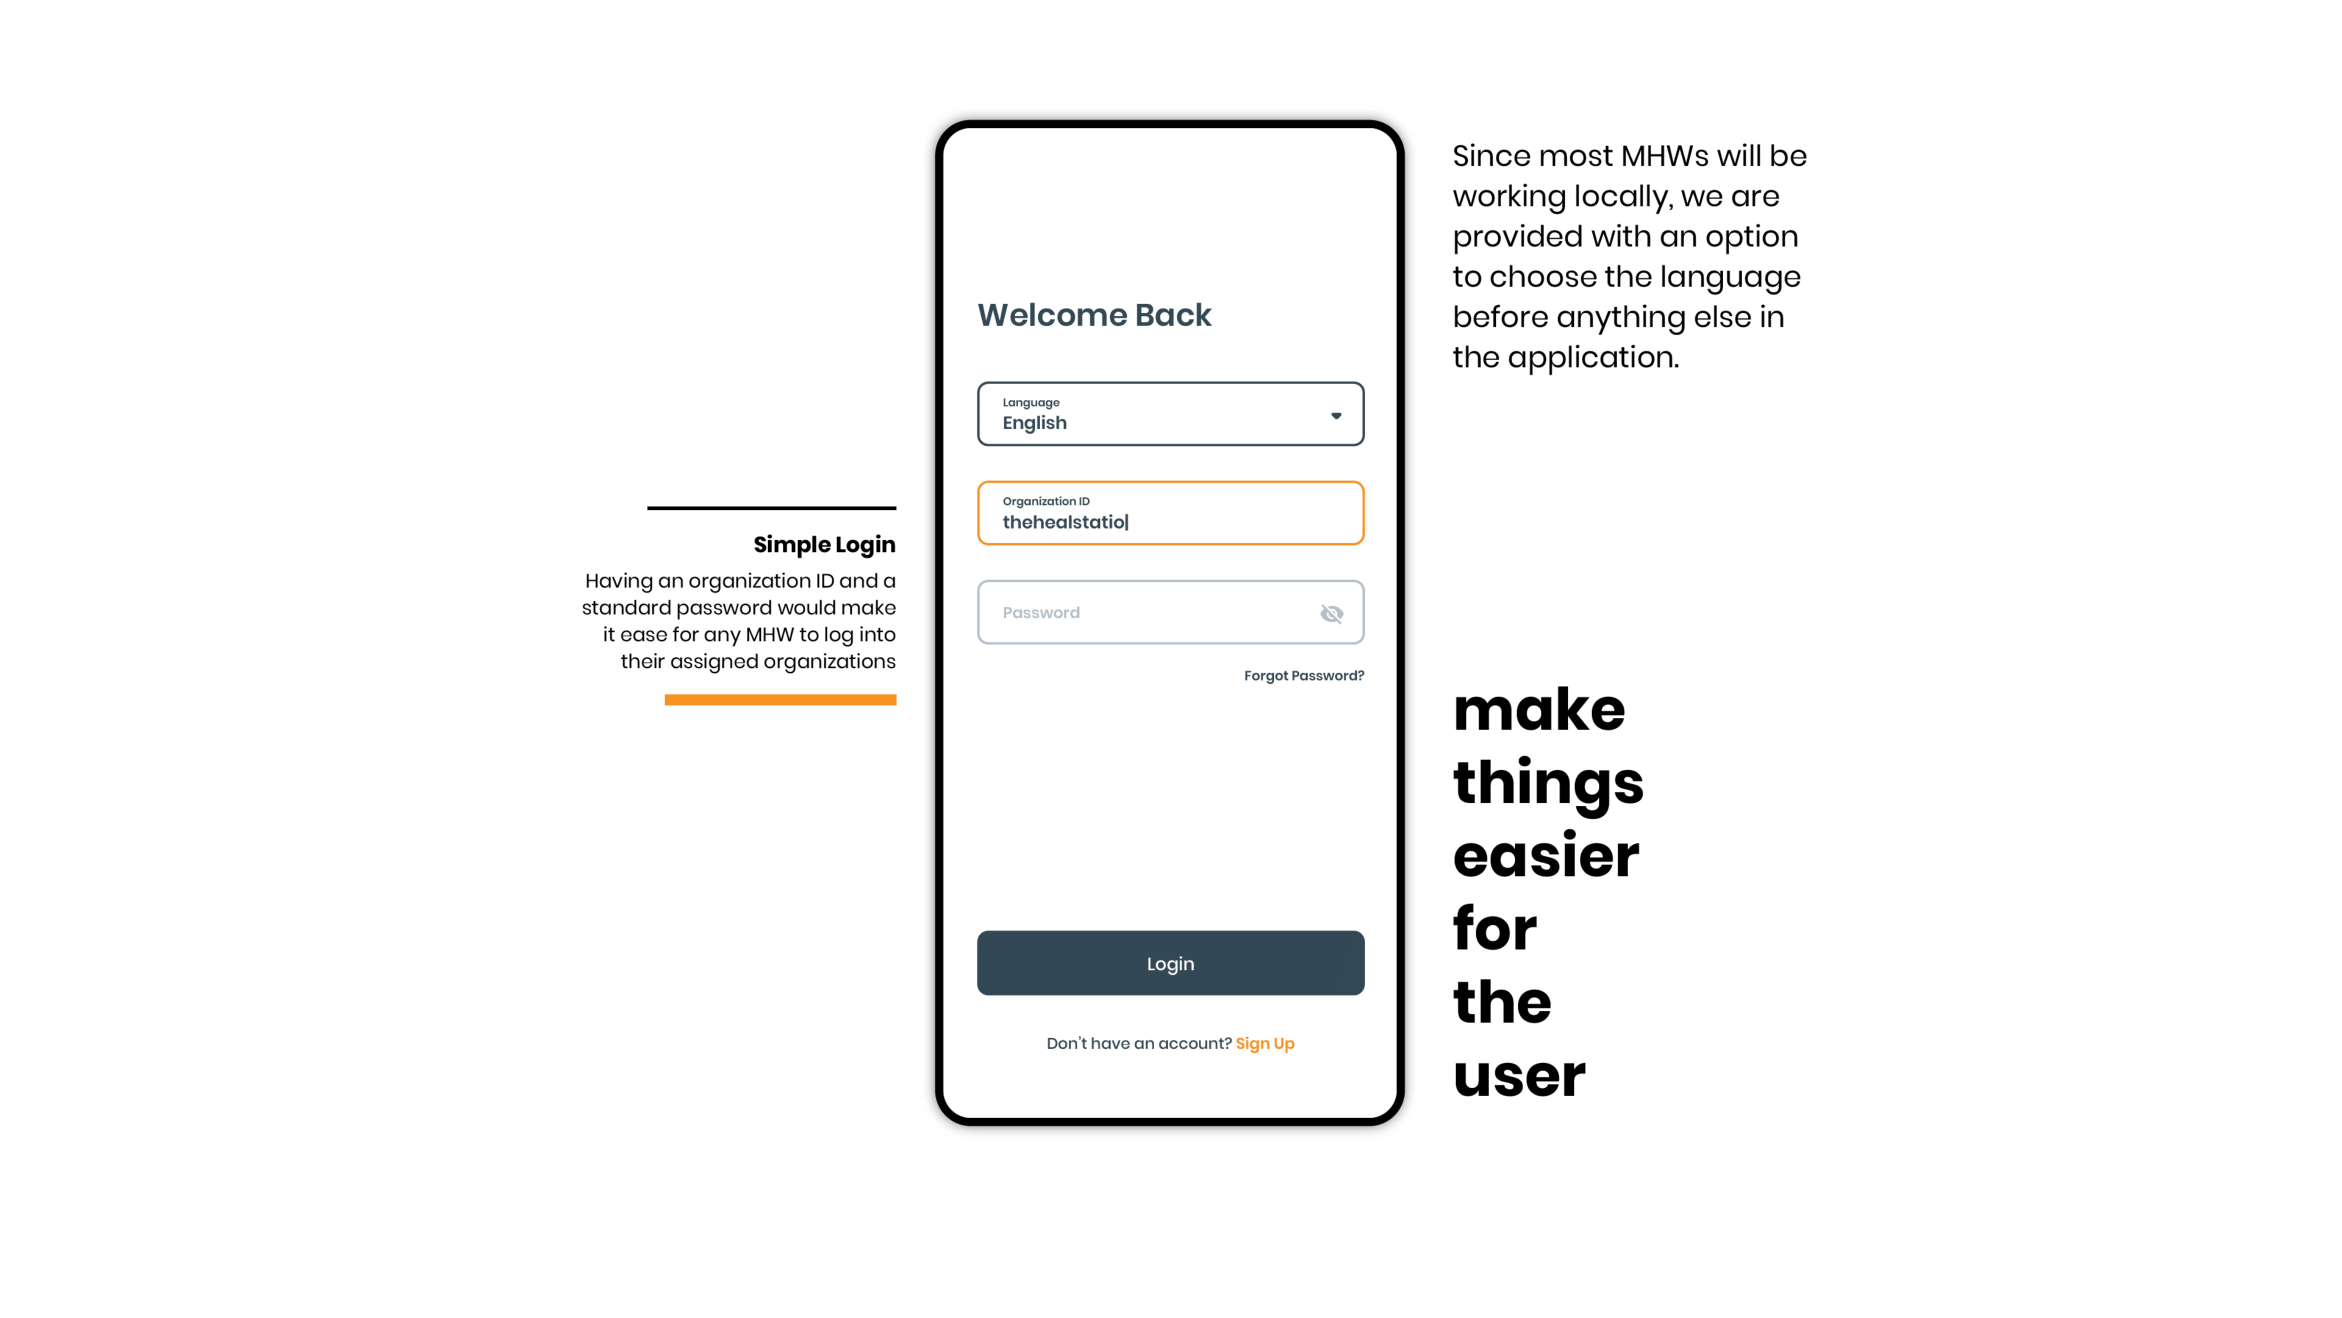 Simple Login
Having an organization ID and a
standard password would make
it ease for any MHW to log into
their assigned organizations
Welcome Back
Language
English
Organization ID
thehealstatio
Password
Forgot Password?
Login
Don't have an account? Sign Up
Since most MHWs will be
working locally, we are
provided with an option
to choose the language
before anything else in
the application.
make
things
easier
for
the
user